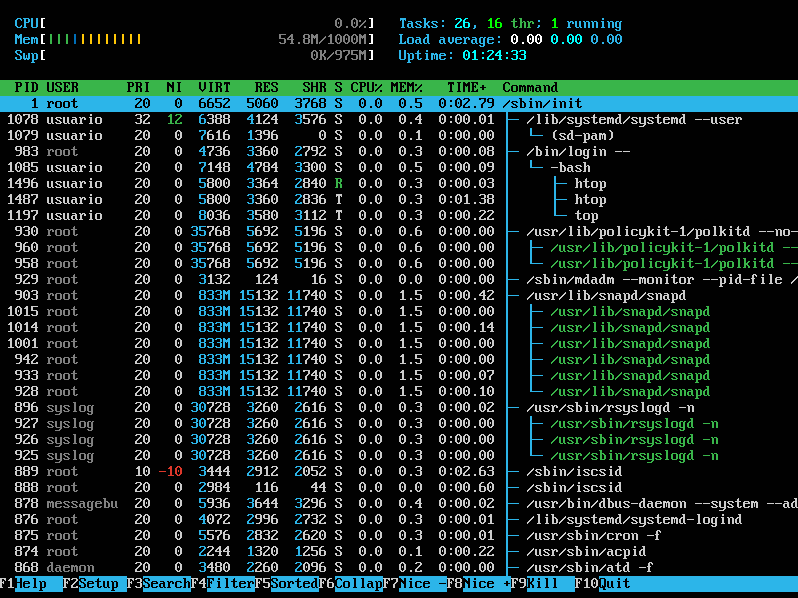 CPU[ 0.0%] Tasks: 26, 16 thr; 1 running
Mem[||||||||||||| 54.8M/1000M] Load average: 0.00 0.00 0.00
Swp[ 0K/975M] Uptime: 01:24:33
PID USER PRI NI VIRT RES SHR S CPU% MEM% TIME+ Command
1 root 20 0 6652 5060 3768 S 0.0 0.5 0:02.79 /sbin/init
1078 usuario 32 12 6388 4124 3576 S 0.0 0.4 0:00.01 ├─ /lib/systemd/systemd --user
1079 usuario 20 0 7616 1396 0 S 0.0 0.1 0:00.00 │ └─ (sd-pam)
983 root 20 0 4736 3360 2792 S 0.0 0.3 0:00.08 ├─ /bin/login --
1085 usuario 20 0 7148 4784 3300 S 0.0 0.5 0:00.09 │ └─ -bash
1496 usuario 20 0 5800 3364 2840 R 0.0 0.3 0:00.03 │ ├─ htop
1487 usuario 20 0 5800 3360 2836 T 0.0 0.3 0:01.38 │ ├─ htop
1197 usuario 20 0 8036 3580 3112 T 0.0 0.3 0:00.22 │ └─ top
930 root 20 0 35768 5692 5196 S 0.0 0.6 0:00.00 ├─ /usr/lib/policykit-1/polkitd --no-
960 root 20 0 35768 5692 5196 S 0.0 0.6 0:00.00 │ ├─ /usr/lib/policykit-1/polkitd --
958 root 20 0 35768 5692 5196 S 0.0 0.6 0:00.00 │ └─ /usr/lib/policykit-1/polkitd --
929 root 20 0 3132 124 16 S 0.0 0.0 0:00.00 ├─ /sbin/mdadm --monitor --pid-file /
903 root 20 0 833M 15132 11740 S 0.0 1.5 0:00.42 ├─ /usr/lib/snapd/snapd
1015 root 20 0 833M 15132 11740 S 0.0 1.5 0:00.00 │ ├─ /usr/lib/snapd/snapd
1014 root 20 0 833M 15132 11740 S 0.0 1.5 0:00.14 │ ├─ /usr/lib/snapd/snapd
1001 root 20 0 833M 15132 11740 S 0.0 1.5 0:00.00 │ ├─ /usr/lib/snapd/snapd
942 root 20 0 833M 15132 11740 S 0.0 1.5 0:00.00 │ ├─ /usr/lib/snapd/snapd
933 root 20 0 833M 15132 11740 S 0.0 1.5 0:00.07 │ ├─ /usr/lib/snapd/snapd
928 root 20 0 833M 15132 11740 S 0.0 1.5 0:00.10 │ └─ /usr/lib/snapd/snapd
896 syslog 20 0 30728 3260 2616 S 0.0 0.3 0:00.02 ├─ /usr/sbin/rsyslogd -n
927 syslog 20 0 30728 3260 2616 S 0.0 0.3 0:00.00 │ ├─ /usr/sbin/rsyslogd -n
926 syslog 20 0 30728 3260 2616 S 0.0 0.3 0:00.00 │ ├─ /usr/sbin/rsyslogd -n
925 syslog 20 0 30728 3260 2616 S 0.0 0.3 0:00.00 │ └─ /usr/sbin/rsyslogd -n
889 root 10 -10 3444 2912 2052 S 0.0 0.3 0:02.63 ├─ /sbin/iscsid
888 root 20 0 2984 116 44 S 0.0 0.0 0:00.60 ├─ /sbin/iscsid
878 messagebu 20 0 5936 3644 3296 S 0.0 0.4 0:00.02 ├─ /usr/bin/dbus-daemon --system --ad
876 root 20 0 4072 2996 2732 S 0.0 0.3 0:00.01 ├─ /lib/systemd/systemd-logind
875 root 20 0 5576 2832 2620 S 0.0 0.3 0:00.01 ├─ /usr/sbin/cron -f
874 root 20 0 2244 1320 1256 S 0.0 0.1 0:00.22 ├─ /usr/sbin/acpid
868 daemon 20 0 3480 2260 2096 S 0.0 0.2 0:00.00 ├─ /usr/sbin/atd -f
F1Help F2Setup F3SearchF4FilterF5SortedF6CollapF7Nice -F8Nice +F9Kill F10Quit